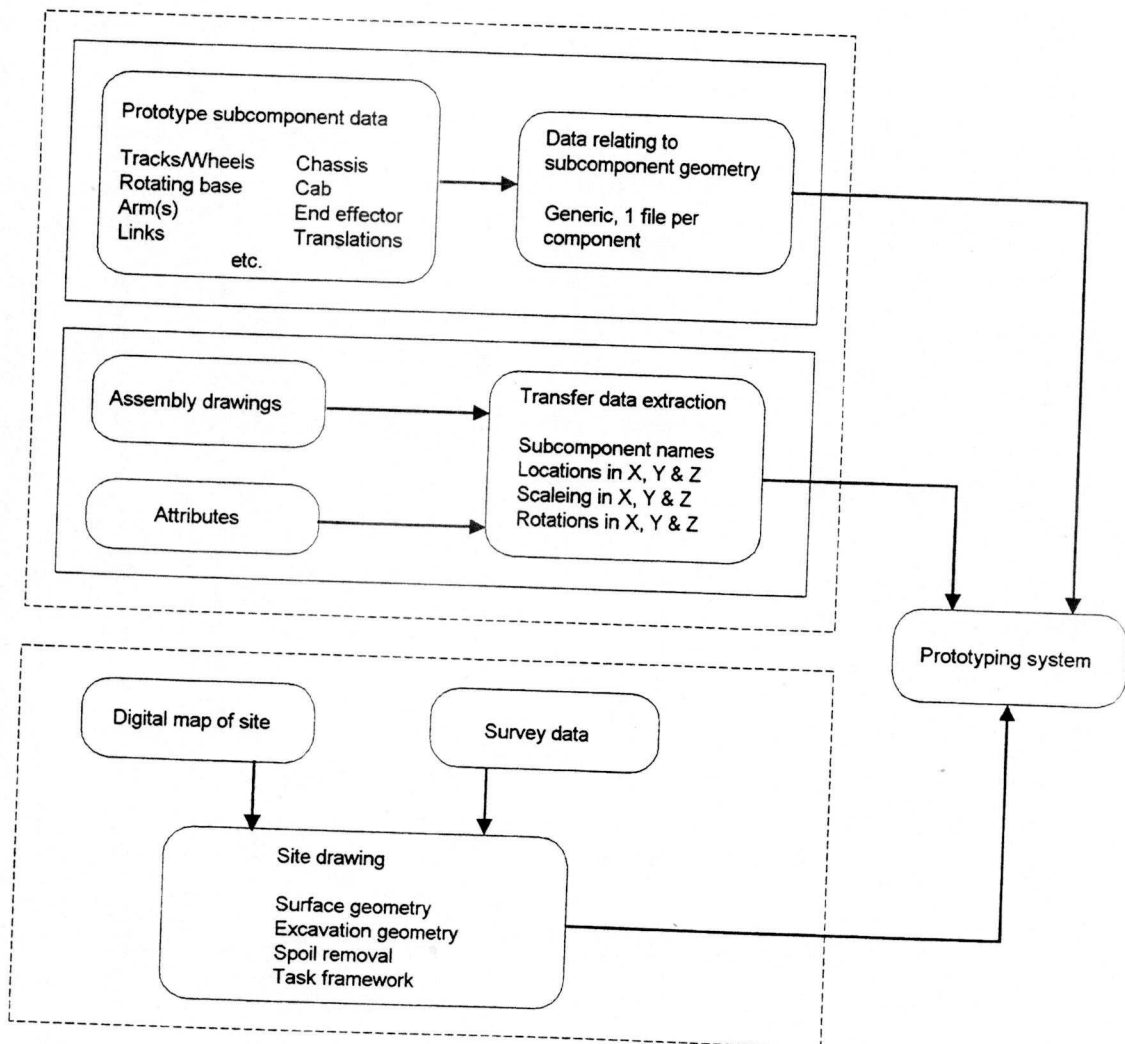 Prototype subcomponent data
Tracks/Wheels
Rotating base
Arm(s)
Links
Chassis
Cab
End effector
Translations
etc.
Data relating to
subcomponent geometry
Generic, 1 file per
component
Assembly drawings
Attributes
Transfer data extraction
Subcomponent names
Locations in X, Y & Z
Scaleing in X, Y & Z
Rotations in X, Y & Z
Prototyping system
Digital map of site
Survey data
Site drawing
Surface geometry
Excavation geometry
Spoil removal
Task framework